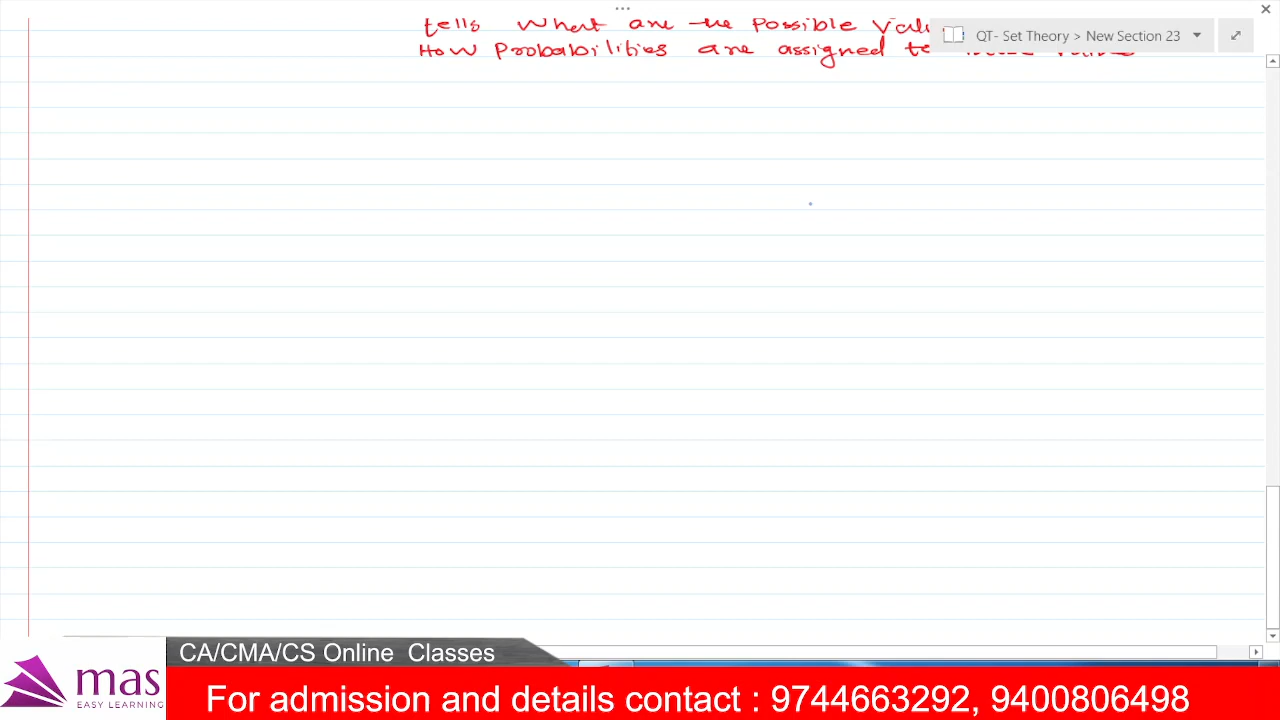 tells What are the Possible
How Probabilities are assigned to
QT- Set Theory > New Section 23
CA/CMA/CS Online Classes
mas
EASY LEARNING
For admission and details contact : 9744663292, 9400806498